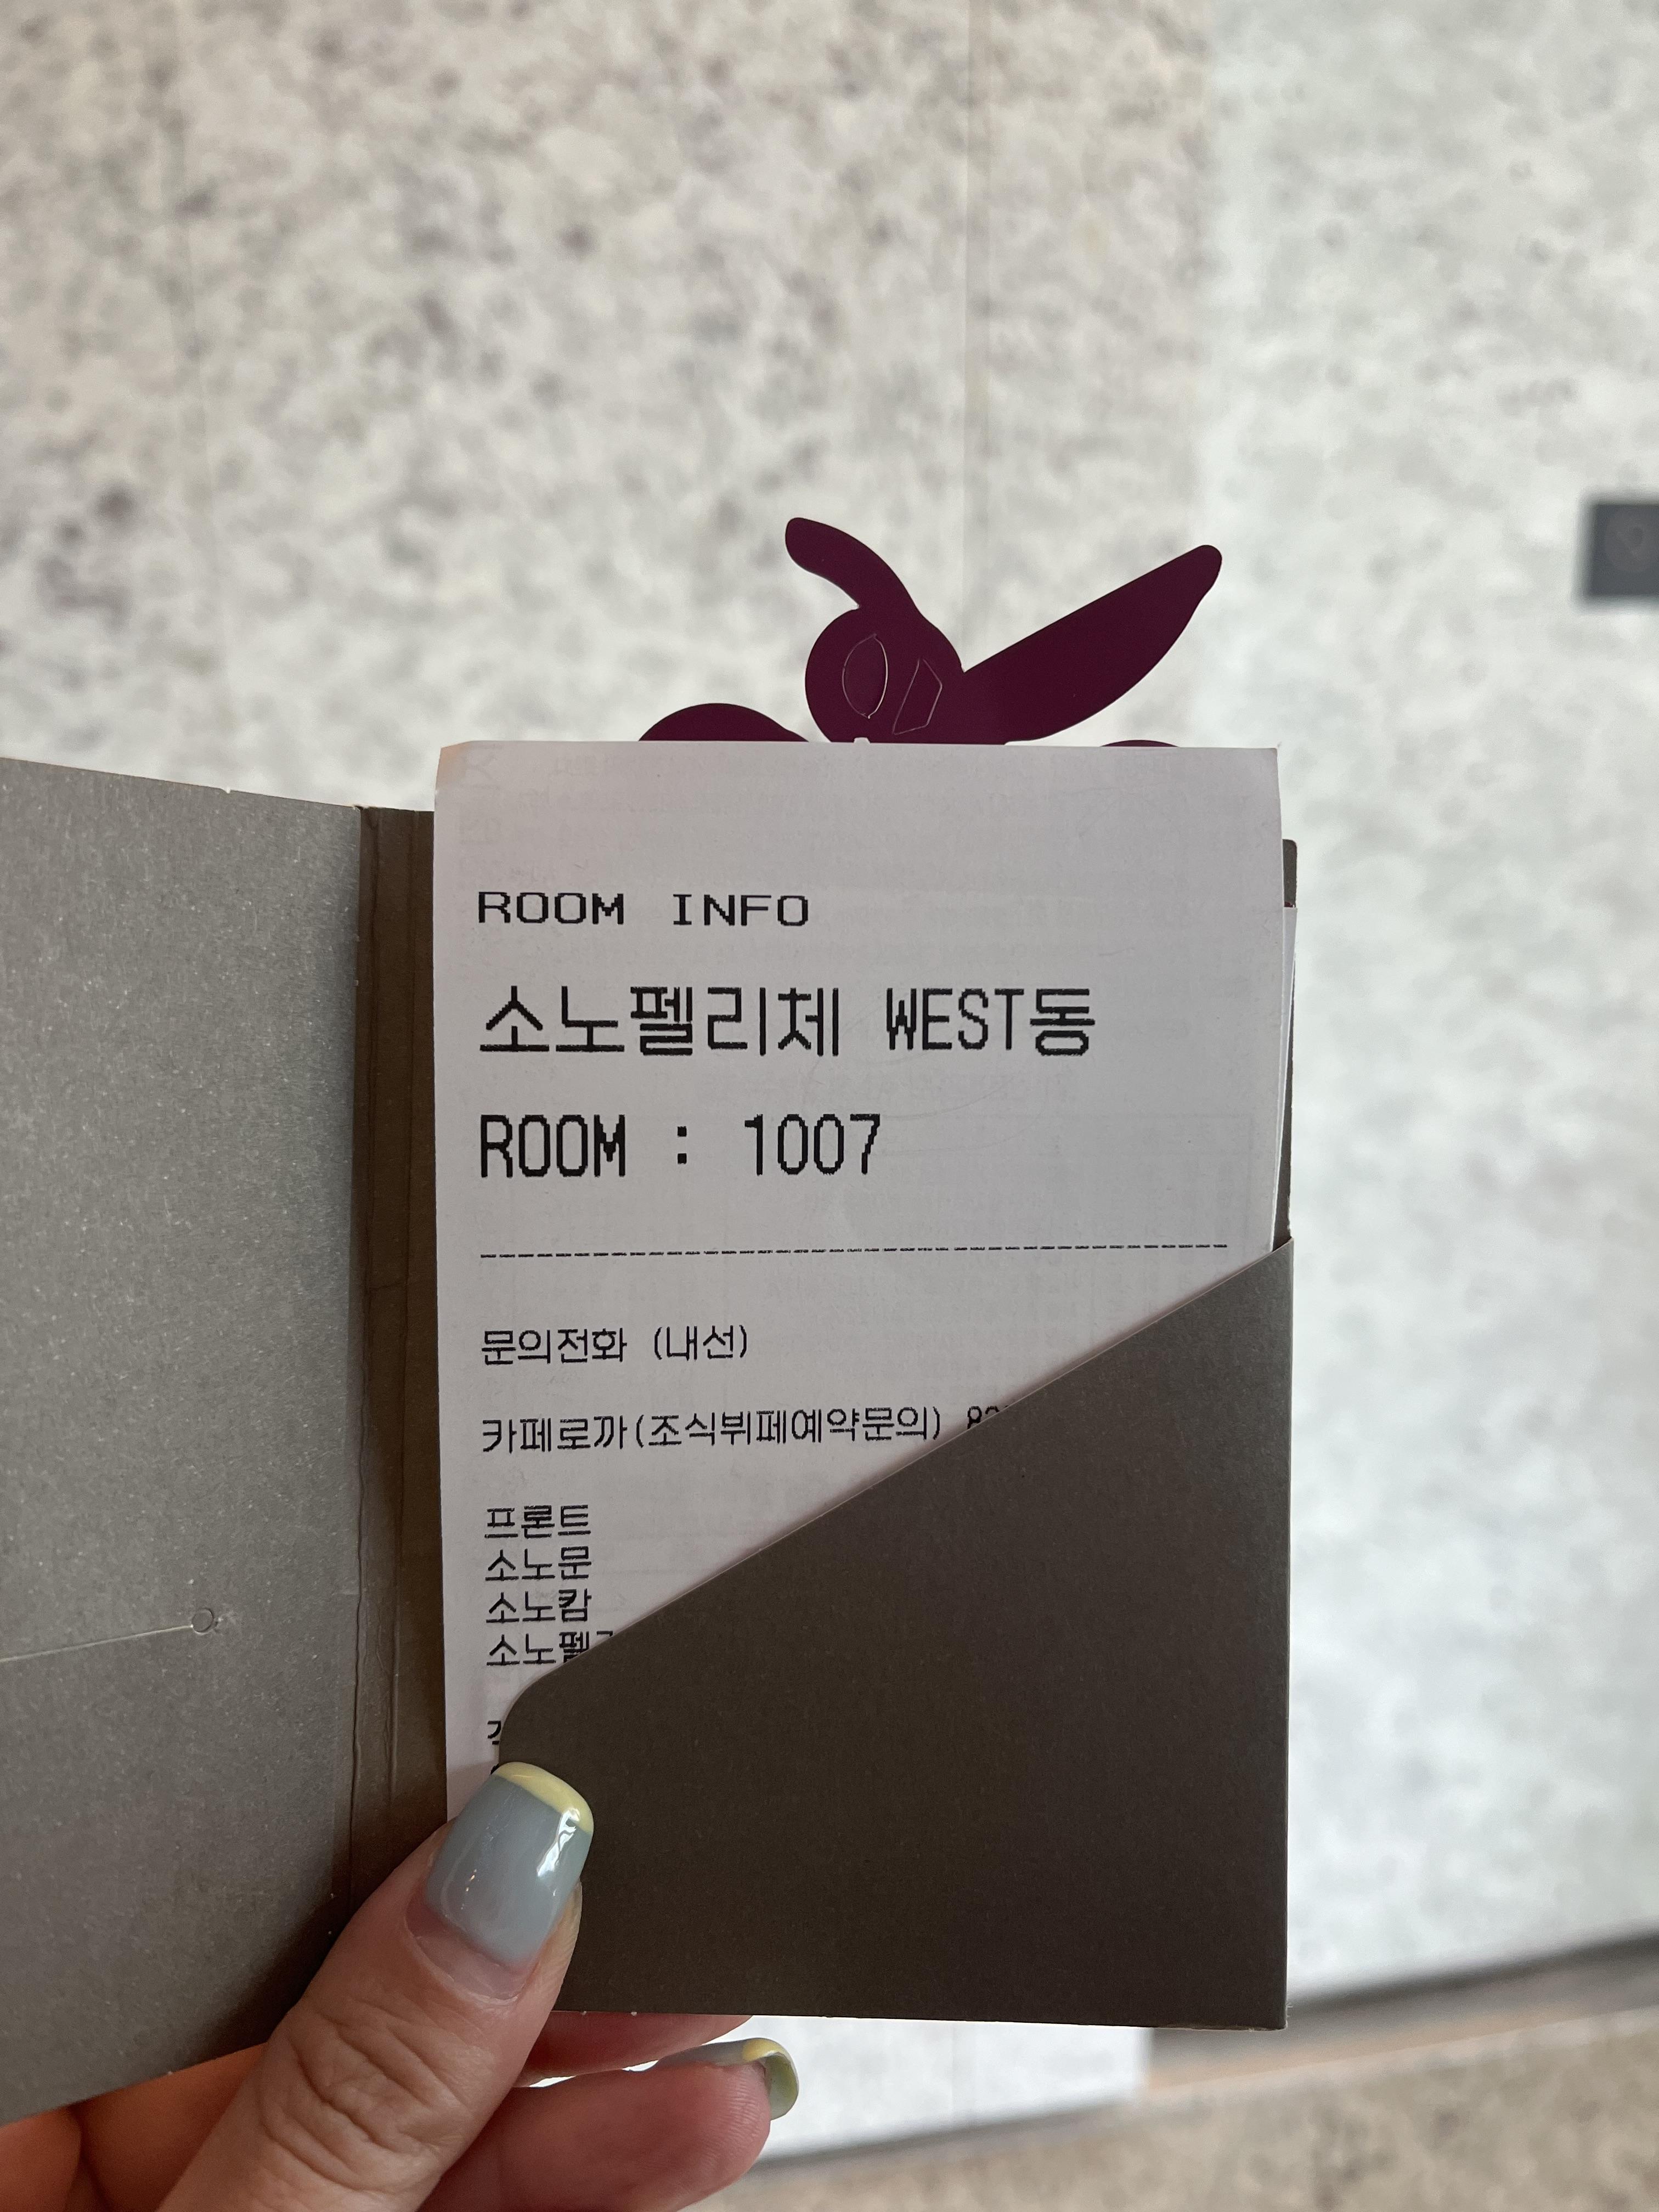 ROOM INFO
소노펠리체 WEST동
ROOM : 1007
문의전화 (내선)
카페로까(조식뷔페예약문의)
프론트
소노문
소노캄